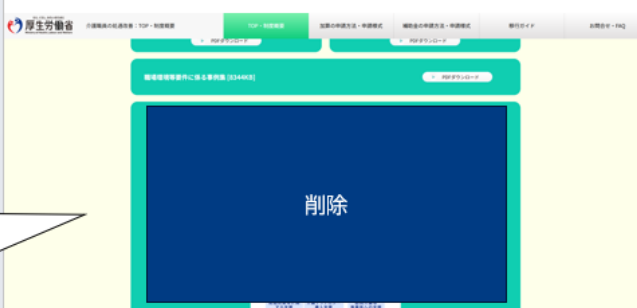 厚生労働省
介護職員の処遇改善：TOP・制度概要
TOP・制度概要
加算の申請方法・申請様式
補助金の申請方法・申請様式
移行ガイド
お問合せ・FAQ
PDFダウンロード
PDFダウンロード
職場環境等要件に係る事例集 [8344KB]
PDFダウンロード
削除